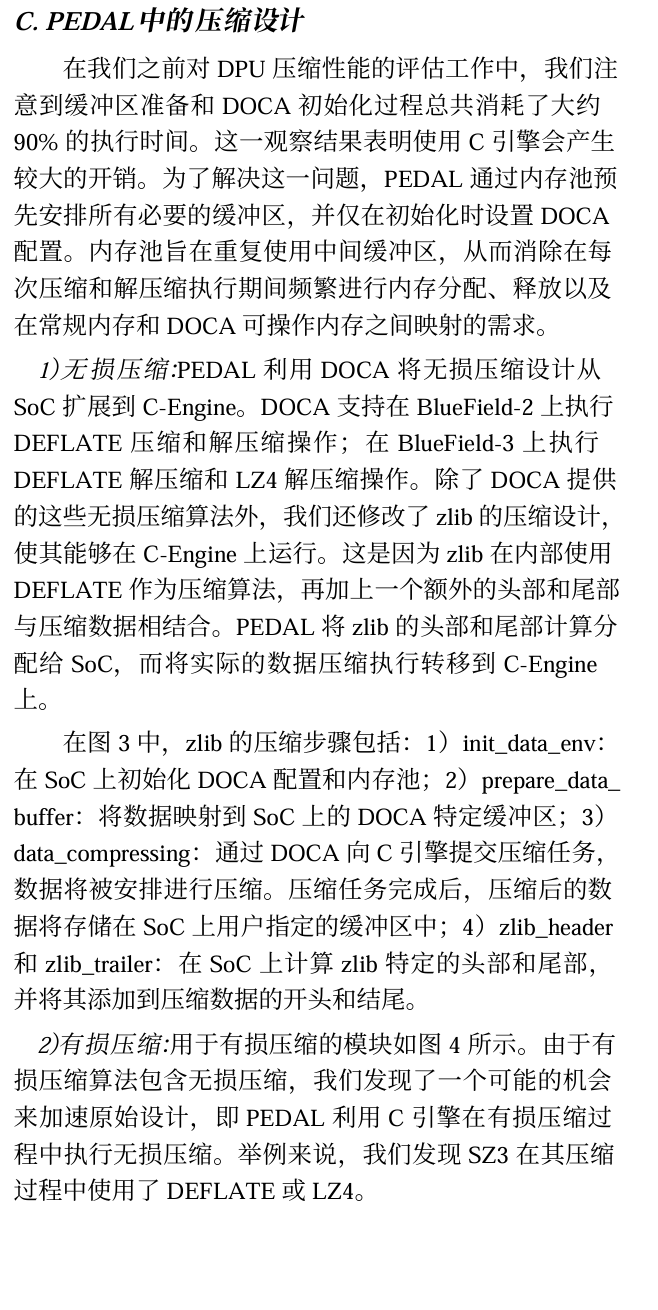 C. PEDAL中的压缩设计
在我们之前对 DPU 压缩性能的评估工作中，我们注
意到缓冲区准备和 DOCA 初始化过程总共消耗了大约
90% 的执行时间。这一观察结果表明使用 C 引擎会产生
较大的开销。为了解决这一问题，PEDAL 通过内存池预
先安排所有必要的缓冲区，并仅在初始化时设置 DOCA
配置。内存池旨在重复使用中间缓冲区，从而消除在每
次压缩和解压缩执行期间频繁进行内存分配、释放以及
在常规内存和 DOCA 可操作内存之间映射的需求。
1)无损压缩:PEDAL 利用 DOCA 将无损压缩设计从
SoC 扩展到 C-Engine。DOCA 支持在 BlueField-2 上执行
DEFLATE 压缩和解压缩操作；在 BlueField-3 上执行
DEFLATE 解压缩和 LZ4 解压缩操作。除了 DOCA 提供
的这些无损压缩算法外，我们还修改了 zlib 的压缩设计，
使其能够在 C-Engine 上运行。这是因为 zlib 在内部使用
DEFLATE 作为压缩算法，再加上一个额外的头部和尾部
与压缩数据相结合。PEDAL 将 zlib 的头部和尾部计算分
配给 SoC，而将实际的数据压缩执行转移到 C-Engine
上。
在图 3 中，zlib 的压缩步骤包括：1）init_data_env：
在 SoC 上初始化 DOCA 配置和内存池；2）prepare_data_
buffer：将数据映射到 SoC 上的 DOCA 特定缓冲区；3）
data_compressing：通过 DOCA 向 C 引擎提交压缩任务，
数据将被安排进行压缩。压缩任务完成后，压缩后的数
据将存储在 SoC 上用户指定的缓冲区中；4）zlib_header
和 zlib_trailer：在 SoC 上计算 zlib 特定的头部和尾部，
并将其添加到压缩数据的开头和结尾。
2)有损压缩:用于有损压缩的模块如图 4 所示。由于有
损压缩算法包含无损压缩，我们发现了一个可能的机会
来加速原始设计，即 PEDAL 利用 C 引擎在有损压缩过
程中执行无损压缩。举例来说，我们发现 SZ3 在其压缩
过程中使用了 DEFLATE 或 LZ4。